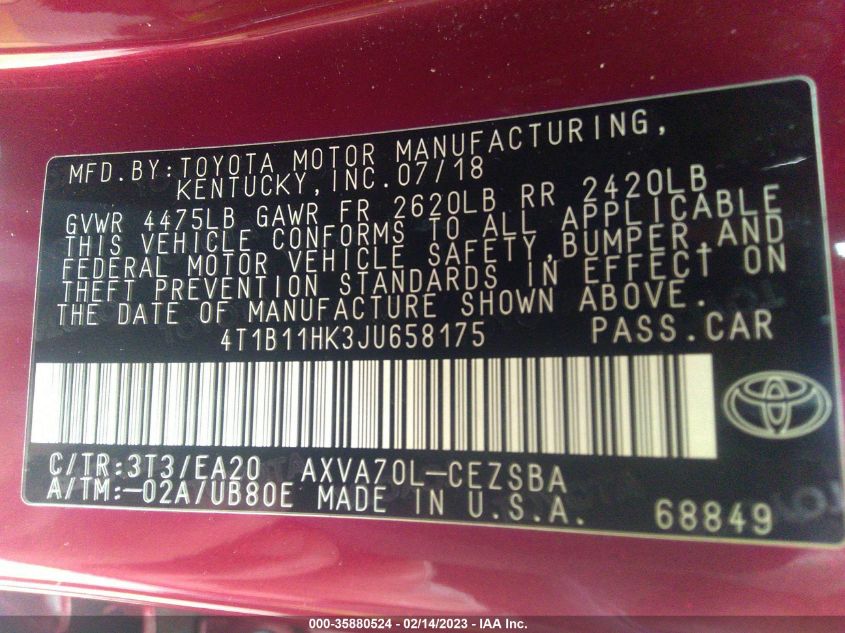 MFD.BY:TOYOTA MOTOR MANUFACTURING,
KENTUCKY,INC.07/18
GVWR 4475LB GAWR FR 2620LB RR 2420LB
THIS VEHICLE CONFORMS TO ALL APPLICABLE
FEDERAL MOTOR VEHICLE SAFETY,BUMPER,AND
THEFT PREVENTION STANDARDS IN EFFECT ON
THE DATE OF MANUFACTURE SHOWN ABOVE.
4T1B11HK3JU658175 PASS.CAR
C/TR:3T3/EA20 AXVA70L-CEZSBA
A/TM:-02A/UB80E MADE IN U.S.A. 68849
000-35880524 - 02/14/2023 - IAA Inc.